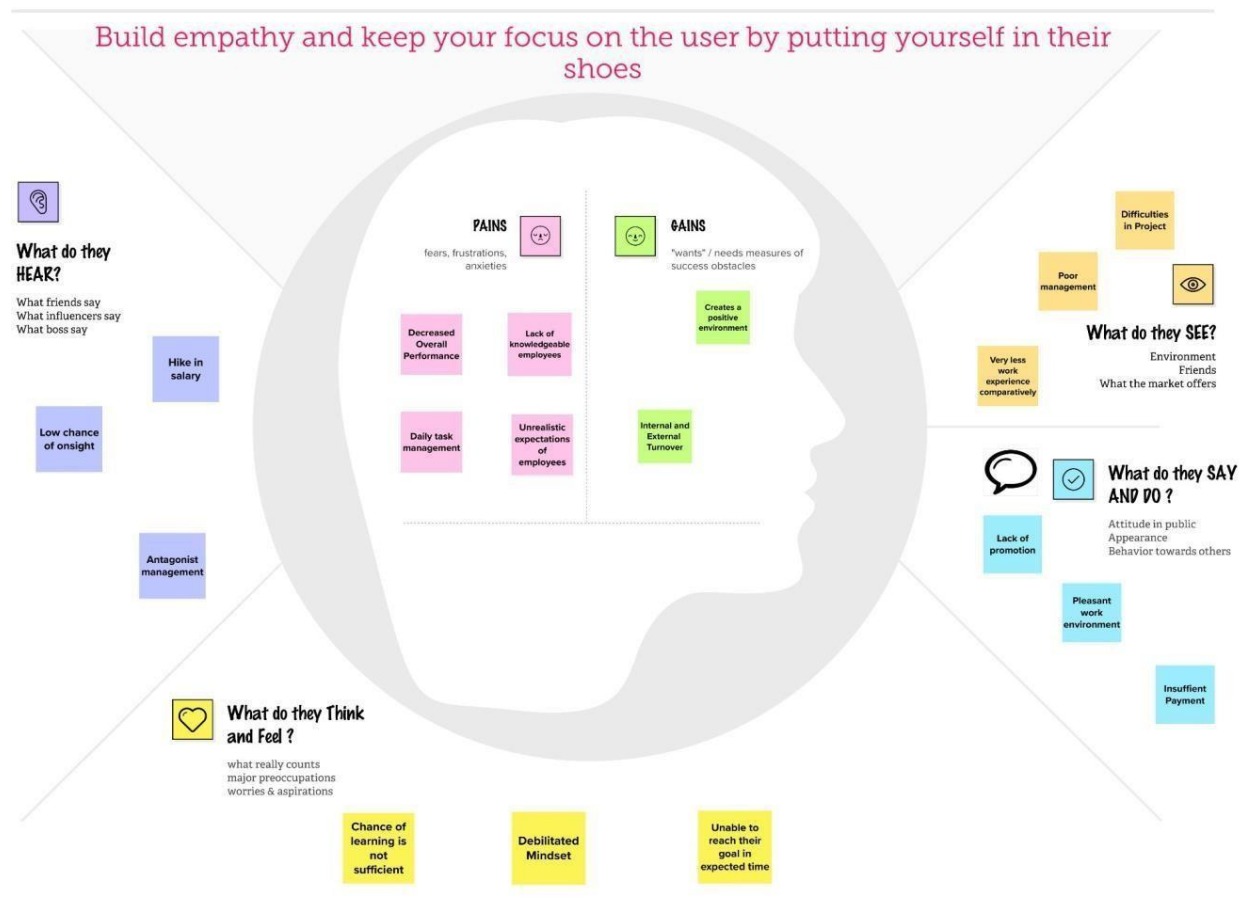 Build empathy and keep your focus on the user by putting yourself in their
shoes
What do they
HEAR?
What friends say
What influencers say
What boss say
Hike in
salary
Low chance
of onsight
Antagonist
management
PAINS
fears, frustrations,
anxieties
Decreased
Overall
Performance
Lack of
knowledgeable
employees
Daily task
management
Unrealistic
expectations
of
employees
GAINS
"wants" / needs measures of
success obstacles
Creates a
positive
environment
Internal and
External
Turnover
Difficulties
in Project
Poor
management
What do they SEE?
Environment
Friends
What the market offers
Very less
work
experience
comparatively
What do they SAY
AND DO ?
Attitude in public
Appearance
Behavior towards others
Lack of
promotion
Pleasant
work
environment
Insuffient
Payment
What do they Think
and Feel ?
what really counts
major preoccupations
worries & aspirations
Chance of
learning is
not
sufficient
Debilitated
Mindset
Unable to
reach their
goal in
expected time